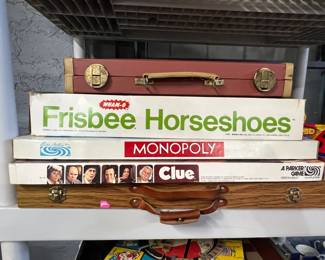 WHAM-O
Frisbee Horseshoes
MONOPOLY
Clue
A PARKER
GAME